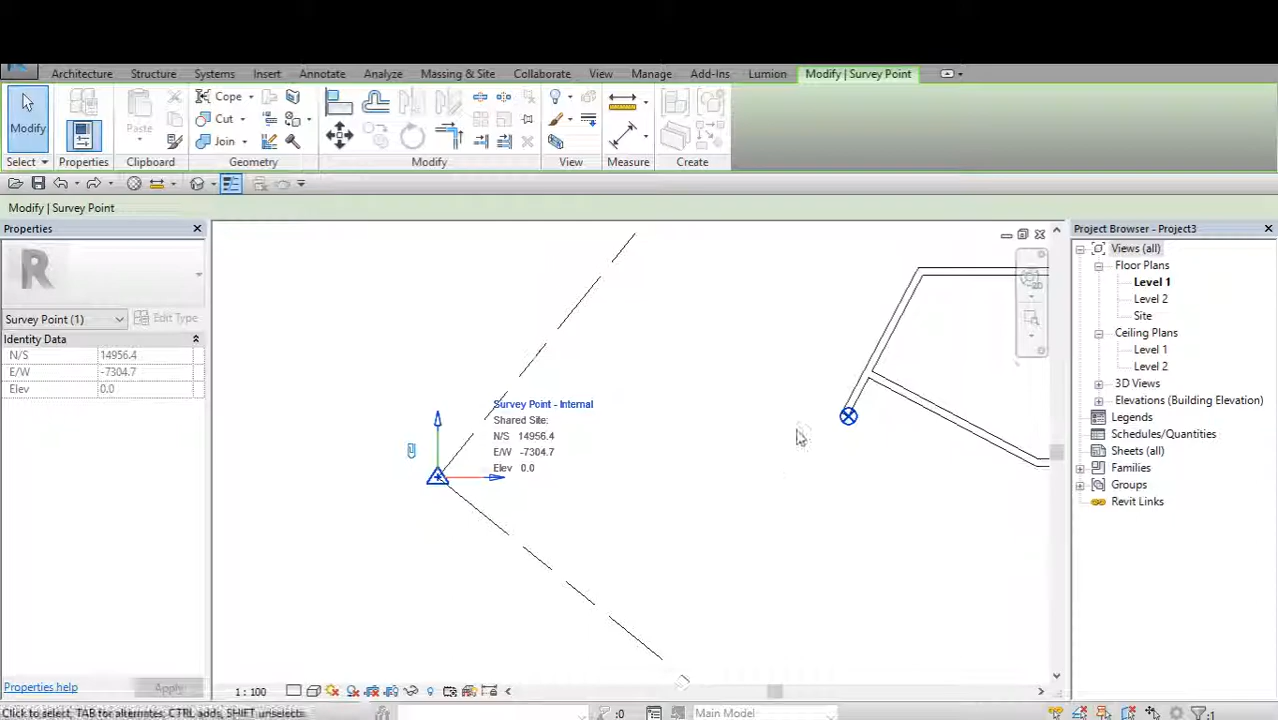 Architecture Structure Systems Insert Annotate Analyze Massing & Site Collaborate View Manage Add-Ins Lumion Modify | Survey Point
Modify Paste Cope Cut Join
Select Properties Clipboard Geometry Modify View Measure Create
Modify | Survey Point
Properties
Survey Point (1) Edit Type
Identity Data
N/S 14956.4
E/W -7304.7
Elev 0.0
Properties help Apply
Survey Point - Internal
Shared Site:
N/S 14956.4
E/W -7304.7
Elev 0.0
1 : 100
Project Browser - Project3
Views (all)
Floor Plans
Level 1
Level 2
Site
Ceiling Plans
Level 1
Level 2
3D Views
Elevations (Building Elevation)
Legends
Schedules/Quantities
Sheets (all)
Families
Groups
Revit Links
Click to select, TAB for alternates, CTRL adds, SHIFT unselects. :0 Main Model :1